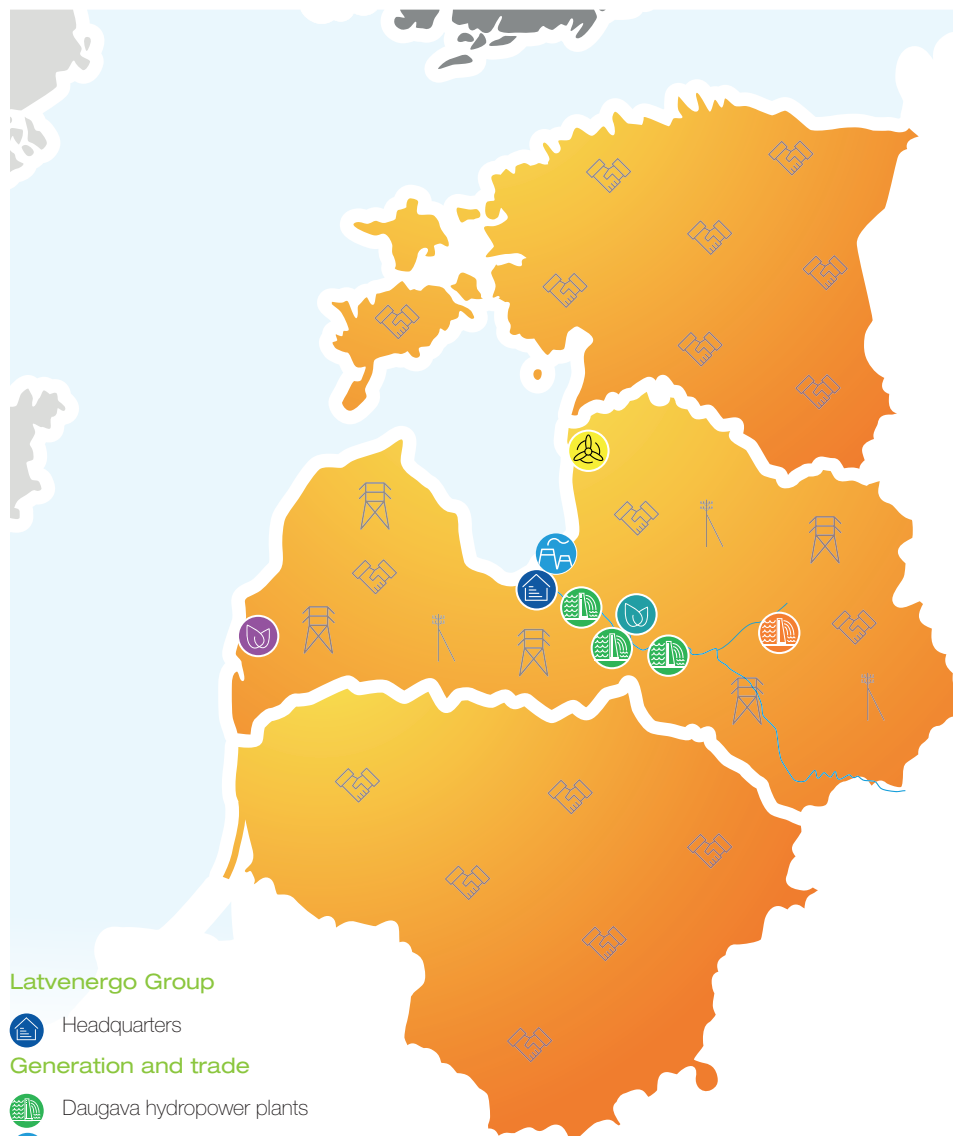 Latvenergo Group
Headquarters
Generation and trade
Daugava hydropower plants